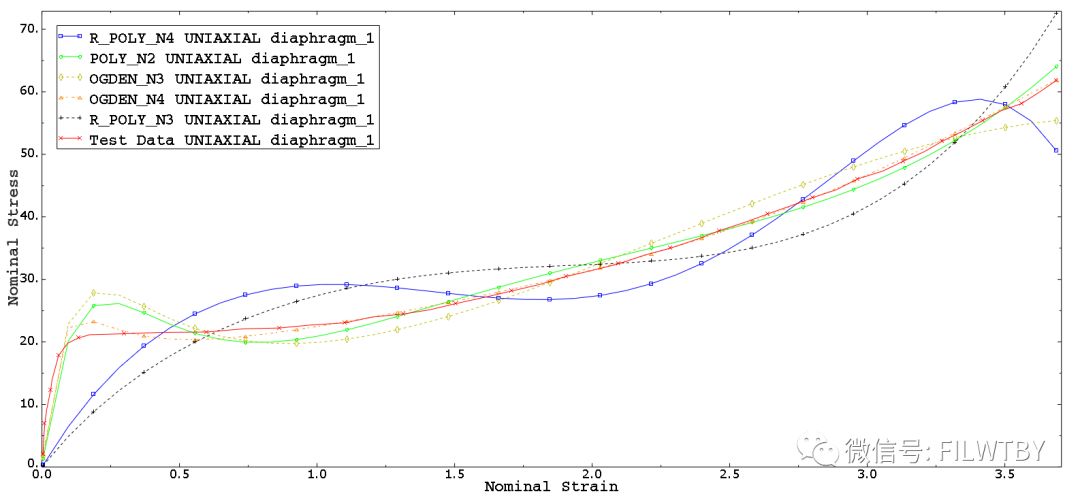 70.
60.
50.
40.
30.
20.
10.
0.
Nominal Stress
R_POLY_N4 UNIAXIAL diaphragm_1
POLY_N2 UNIAXIAL diaphragm_1
OGDEN_N3 UNIAXIAL diaphragm_1
OGDEN_N4 UNIAXIAL diaphragm_1
R_POLY_N3 UNIAXIAL diaphragm_1
Test Data UNIAXIAL diaphragm_1
微信号: FILWTBY
0.0 0.5 1.0 1.5 2.0 2.5 3.0 3.5
Nominal Strain